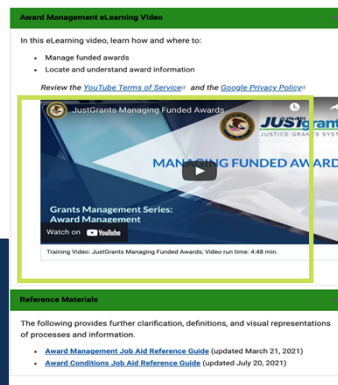 Award Management eLearning Video
In this eLearning video, learn how and where to:
• Manage funded awards
• Locate and understand award information
Review the YouTube Terms of Service and the Google Privacy Policy
JustGrants Managing Funded Awards
JUSTgrant
JUSTICE GRANTS SYST
MANAGING FUNDED AWARD
Grants Management Series:
Award Management
Watch on YouTube
Training Video: JustGrants Managing Funded Awards; Video run time: 4:48 min.
Reference Materials
The following provides further clarification, definitions, and visual representations
of processes and information.
• Award Management Job Aid Reference Guide (updated March 21, 2021)
• Award Conditions Job Aid Reference Guide (updated July 20, 2021)